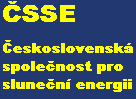 ČSSE
Československá
společnost pro
sluneční energii